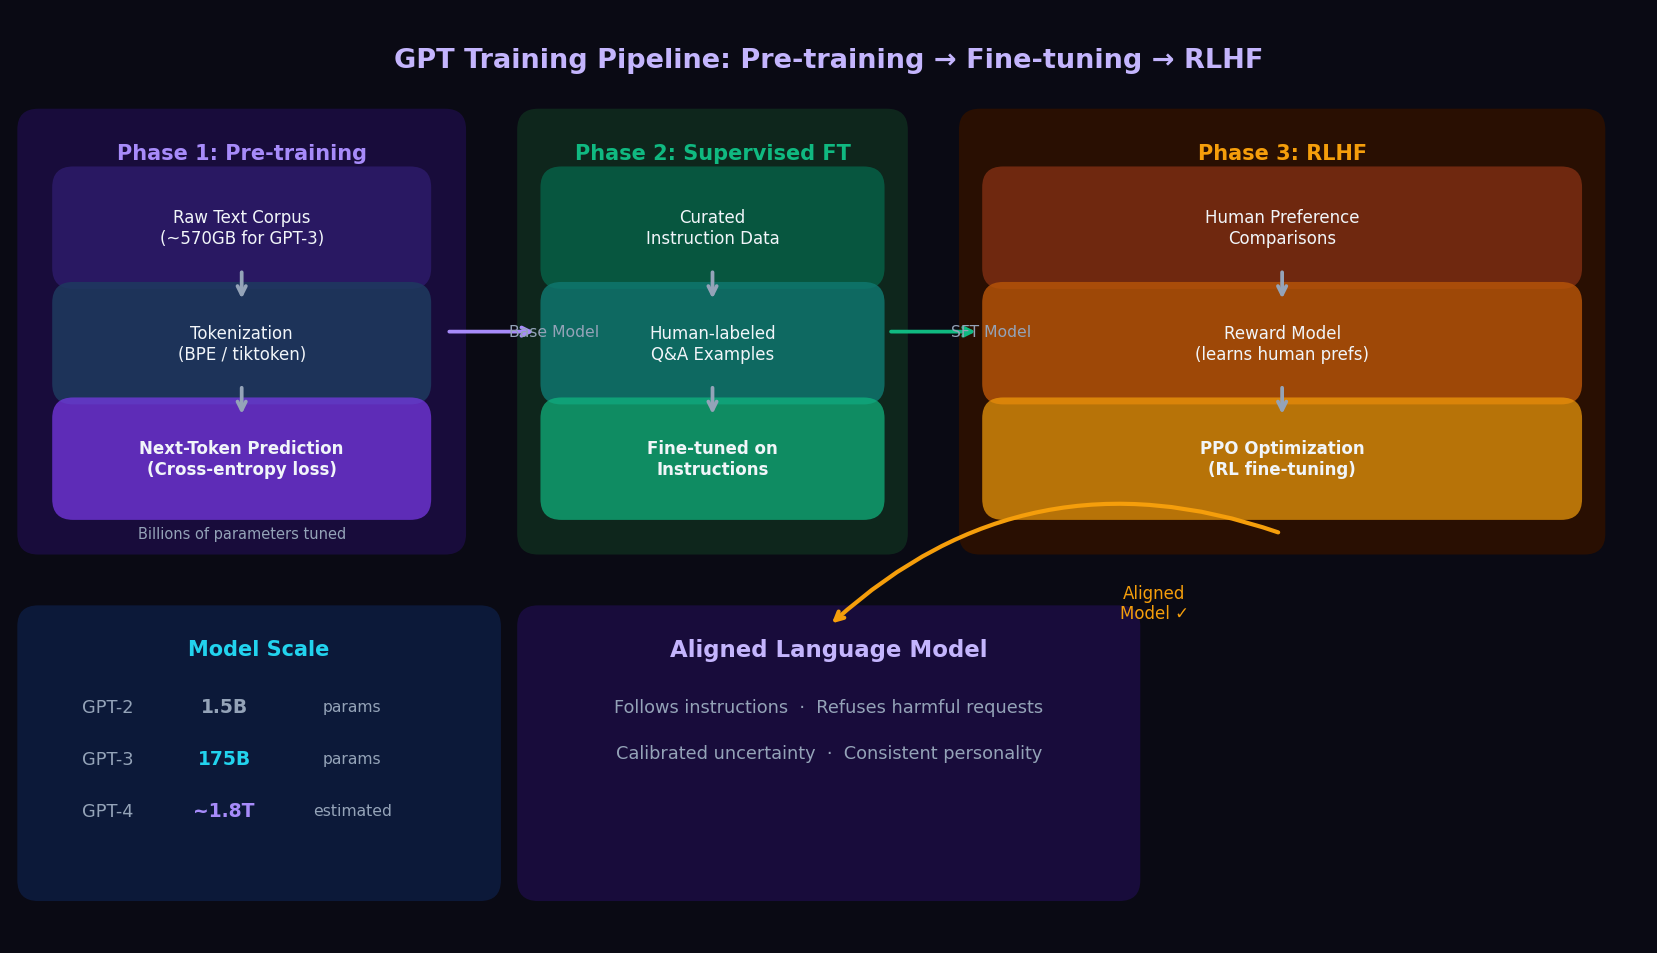 GPT Training Pipeline: Pre-training → Fine-tuning → RLHF
Phase 1: Pre-training
Raw Text Corpus
(~570GB for GPT-3)
Tokenization
(BPE / tiktoken)
Next-Token Prediction
(Cross-entropy loss)
Billions of parameters tuned
Base Model
Phase 2: Supervised FT
Curated
Instruction Data
Human-labeled
Q&A Examples
Fine-tuned on
Instructions
SFT Model
Phase 3: RLHF
Human Preference
Comparisons
Reward Model
(learns human prefs)
PPO Optimization
(RL fine-tuning)
Aligned
Model ✓
Model Scale
GPT-2 1.5B params
GPT-3 175B params
GPT-4 ~1.8T estimated
Aligned Language Model
Follows instructions · Refuses harmful requests
Calibrated uncertainty · Consistent personality